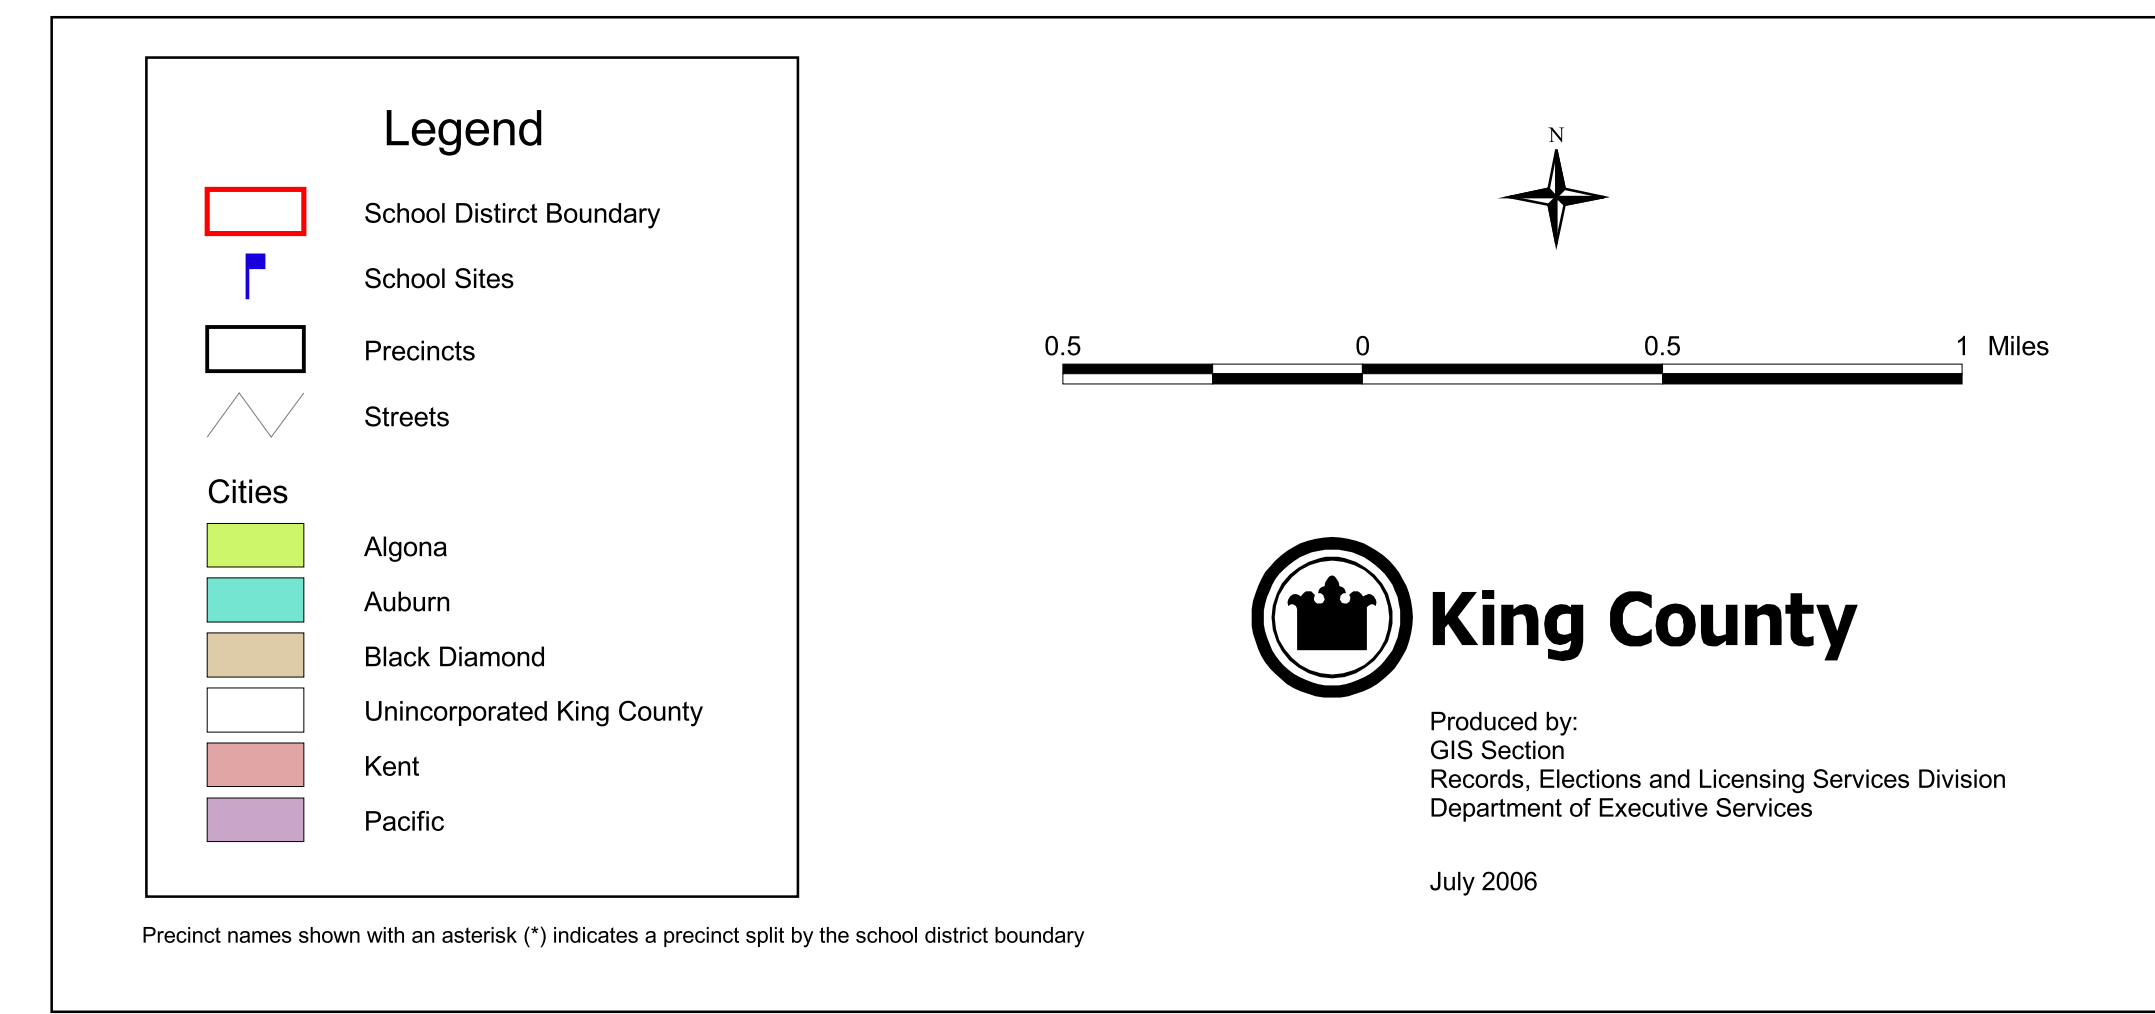 Legend
School Distirct Boundary
School Sites
Precincts
Streets
Cities
Algona
Auburn
Black Diamond
Unincorporated King County
Kent
Pacific
Precinct names shown with an asterisk (*) indicates a precinct split by the school district boundary
N
0.5 0 0.5 1 Miles
King County
Produced by:
GIS Section
Records, Elections and Licensing Services Division
Department of Executive Services
July 2006